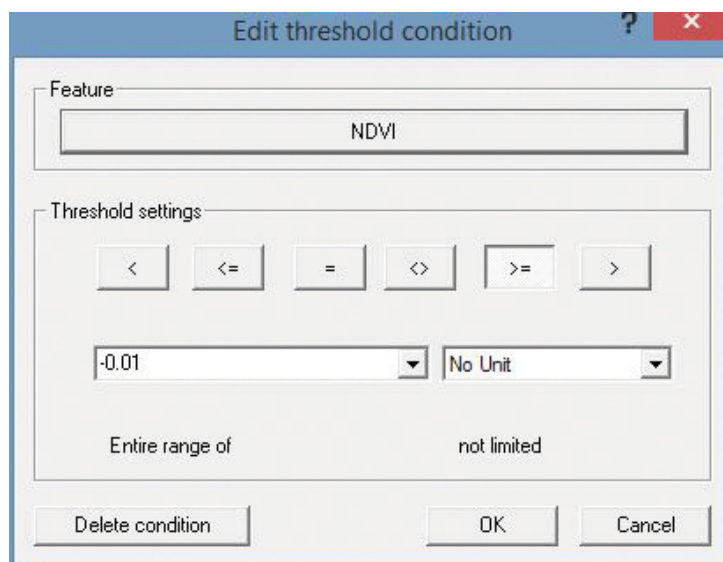 Edit threshold condition ? ×
Feature
NDVI
Threshold settings
< <= = <> >= >
-0.01 No Unit
Entire range of not limited
Delete condition OK Cancel